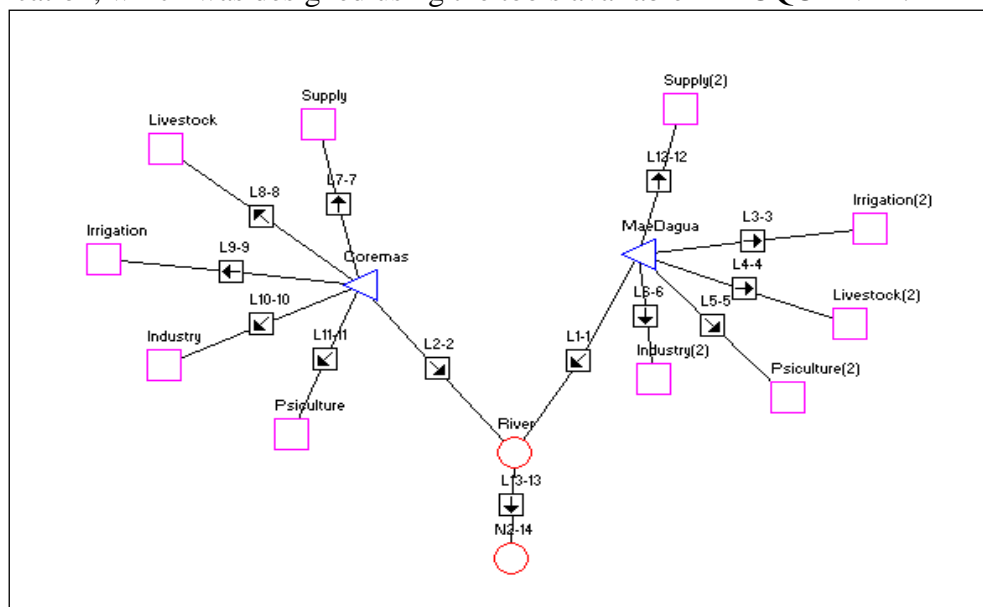 Supply(2)
Supply
Livestock
L12-12
L8-8
L7-7
Irrigation(2)
L3-3
Irrigation
MaeDagua
L9-9
Coremas
L4-4
L6-6
L5-5
Livestock(2)
L10-10
Industry
L11-11
L2-2
L1-1
Industry(2)
Psiculture(2)
Psiculture
River
L13-13
N2-14